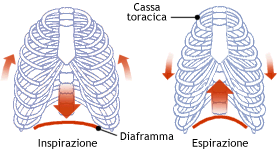 Cassa
toracica
Diaframma
Inspirazione
Espirazione